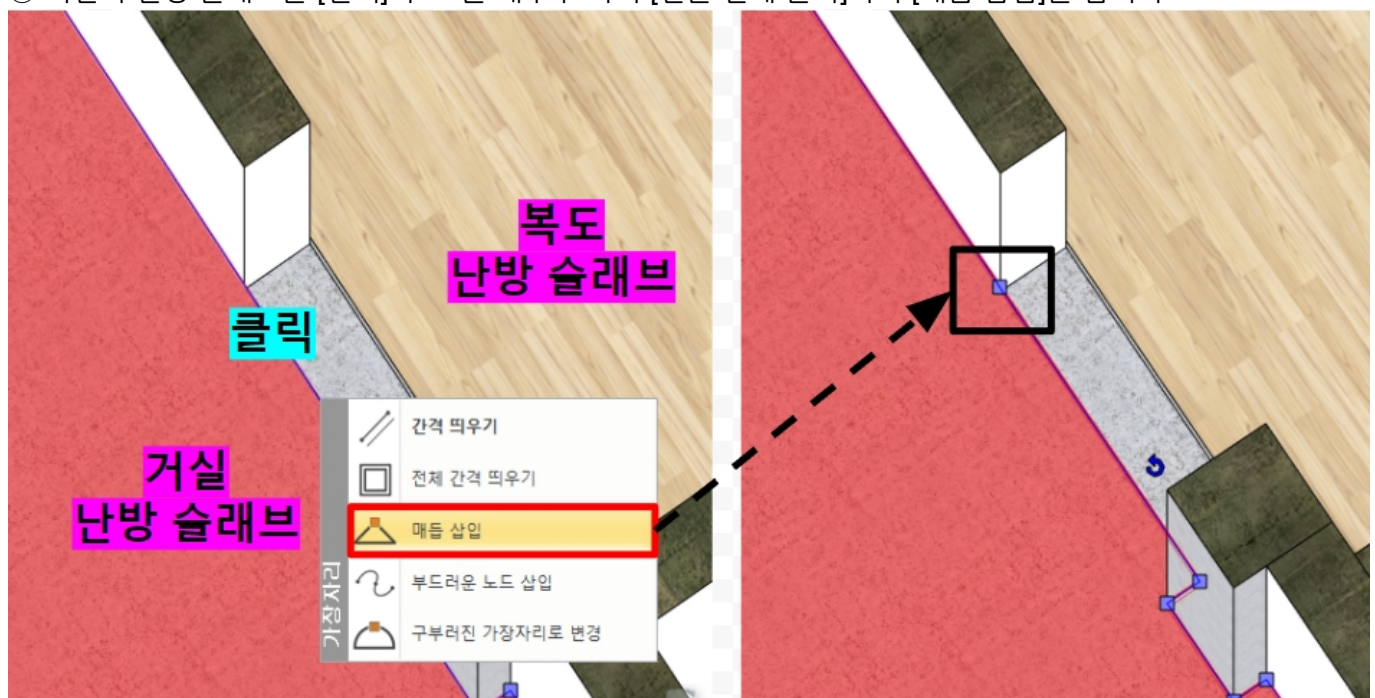 복도
난방 슬래브
클릭
거실
난방 슬래브
가장자리
간격 띄우기
전체 간격 띄우기
매듭 삽입
부드러운 노드 삽입
구부러진 가장자리로 변경